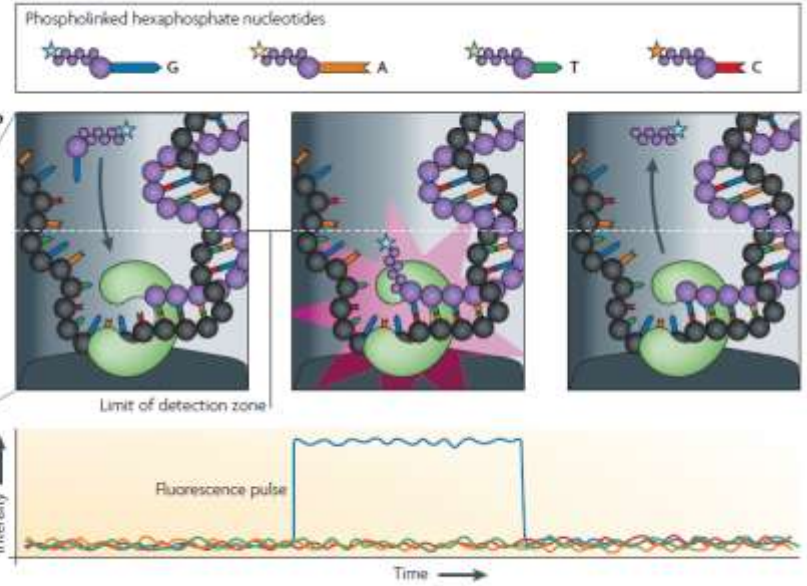 Phospholinked hexaphosphate nucleotides
G
A
T
C
Limit of detection zone
Fluorescence pulse
Intensity
Time